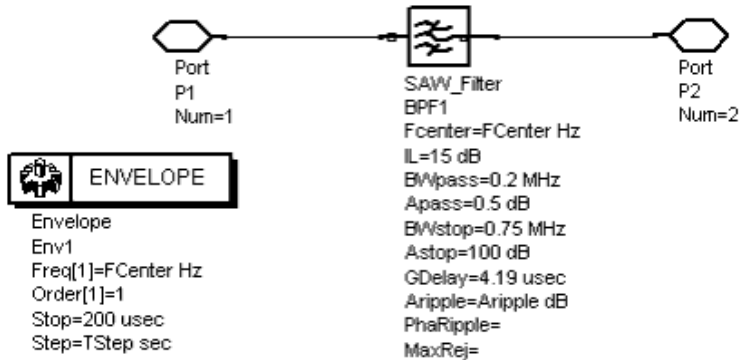 Port
P1
Num=1
SAW_Filter
BPF1
Fcenter=FCenter Hz
IL=15 dB
BWpass=0.2 MHz
Apass=0.5 dB
BWstop=0.75 MHz
Astop=100 dB
GDelay=4.19 usec
Aripple=Aripple dB
PhaRipple=
MaxRej=
Port
P2
Num=2
ENVELOPE
Envelope
Env1
Freq[1]=FCenter Hz
Order[1]=1
Stop=200 usec
Step=TStep sec